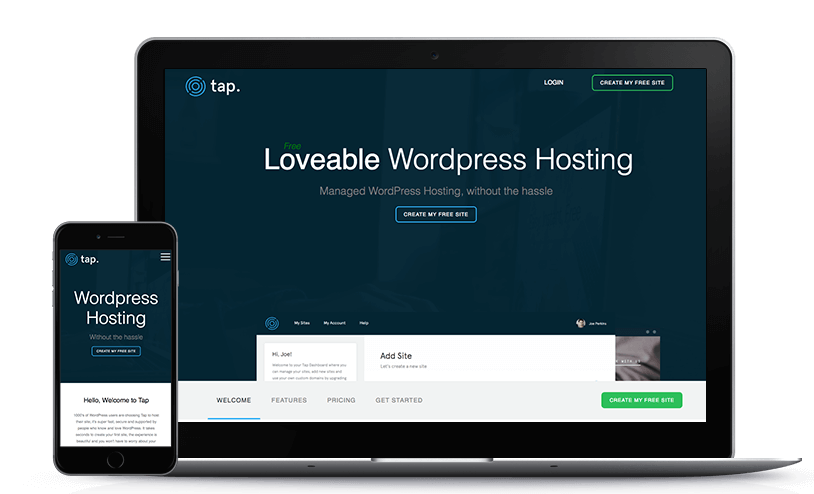 tap.
LOGIN
CREATE MY FREE SITE
Free
Loveable Wordpress Hosting
Managed WordPress Hosting, without the hassle
CREATE MY FREE SITE
My Sites
My Account
Help
Joe Perkins
Hi, Joe!
Welcome to your Tap Dashboard where you
can manage your sites, add new sites and
use your own custom domains by upgrading
Add Site
Let's create a new site
WELCOME
FEATURES
PRICING
GET STARTED
CREATE MY FREE SITE
tap.
Wordpress
Hosting
Without the hassle
CREATE MY FREE SITE
Hello, Welcome to Tap
1000's of WordPress users are choosing Tap to host
their site, it's super fast, secure and supported by
people who know and love WordPress. It takes
seconds to create your first site, the experience is
beautiful and you won't have to worry about your